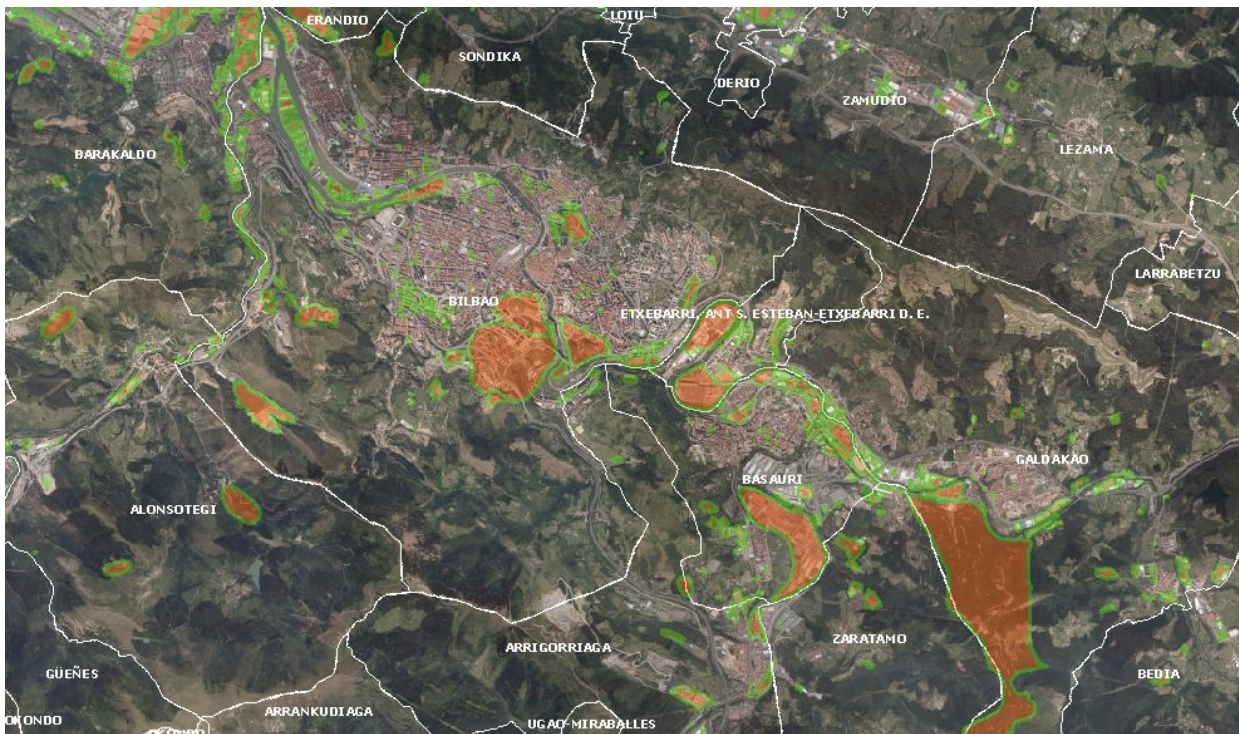 ERANDIO
LOIU
SONDIKA
DERIO
ZAMUDIO
BARAKALDO
LEZAMA
LARRABETZU
BILBAO
ETXEBARRI, ANT S. ESTEBAN-ETXEBARRI D. E.
GALDAKAO
BASAURI
ALONSOTEGI
ZARATAMO
ARRIGORRIAGA
GÜEÑES
BEDIA
ARRANKUDIAGA
OKONDO
UGAO-MIRABALLES
OKONDO